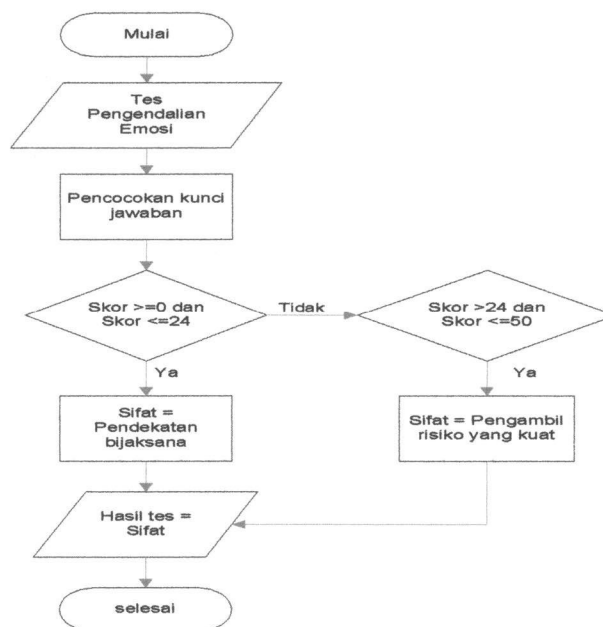 Mulai
Tes
Pengendalian
Emosi
Pencocokan kunci
jawaban
Skor >=0 dan
Skor <=24
Tidak
Skor >24 dan
Skor <=50
Ya
Ya
Sifat =
Pendekatan
bijaksana
Sifat = Pengambil
risiko yang kuat
Hasil tes =
Sifat
selesai